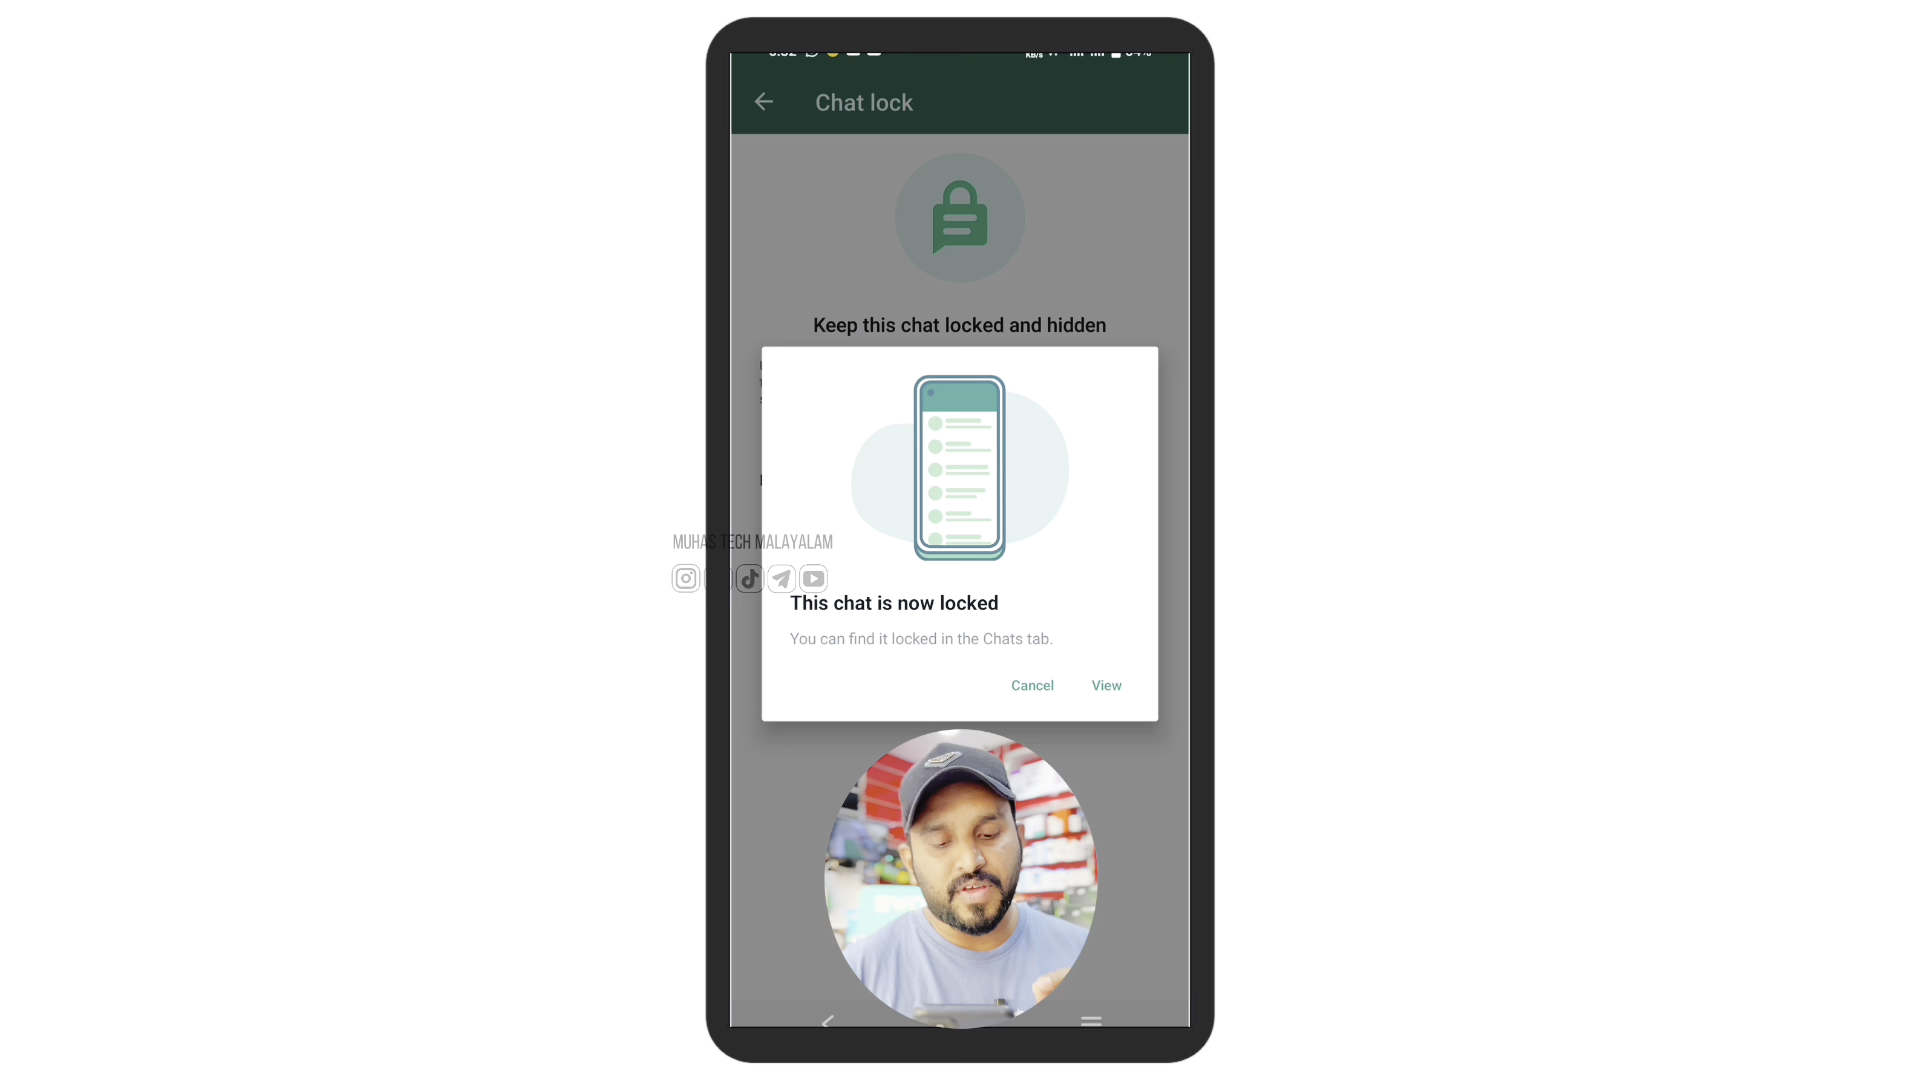 Chat lock
Keep this chat locked and hidden
MUHAS TECH MALAYALAM
This chat is now locked
You can find it locked in the Chats tab.
Cancel View